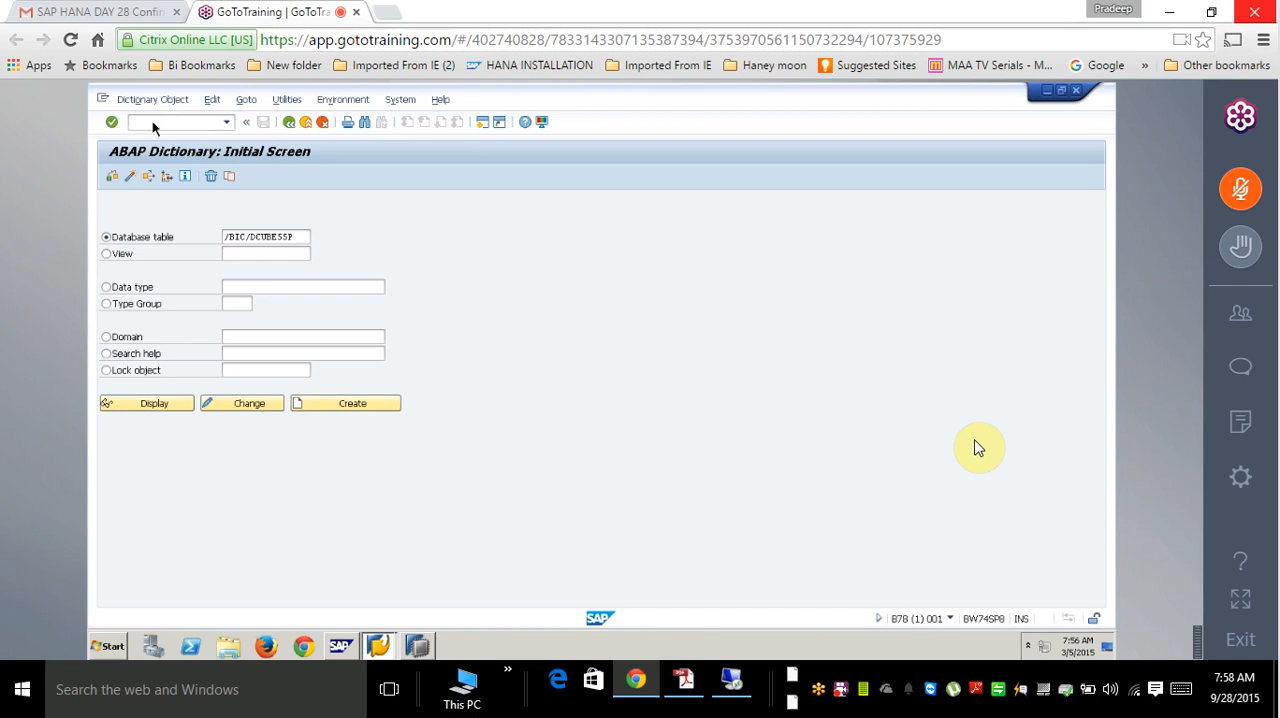 SAP HANA DAY 28 Confir
GoToTraining | GoToTra
Pradeep
Citrix Online LLC [US]
https://app.gototraining.com/#/402740828/7833143307135387394/3753970561150732294/107375929
Apps
Bookmarks
Bi Bookmarks
New folder
Imported From IE (2)
HANA INSTALLATION
Imported From IE
Haney moon
Suggested Sites
MAA TV Serials - M...
Google
»
Other bookmarks
Dictionary Object Edit Goto Utilities Environment System Help
ABAP Dictionary: Initial Screen
Database table /BIC/DCUBESSP
View
Data type
Type Group
Domain
Search help
Lock object
Display Change Create
SAP
B78 (1) 001 BW74SP8 INS
Start
SAP
7:56 AM
3/5/2015
Exit
Search the web and Windows
This PC
7:58 AM
9/28/2015